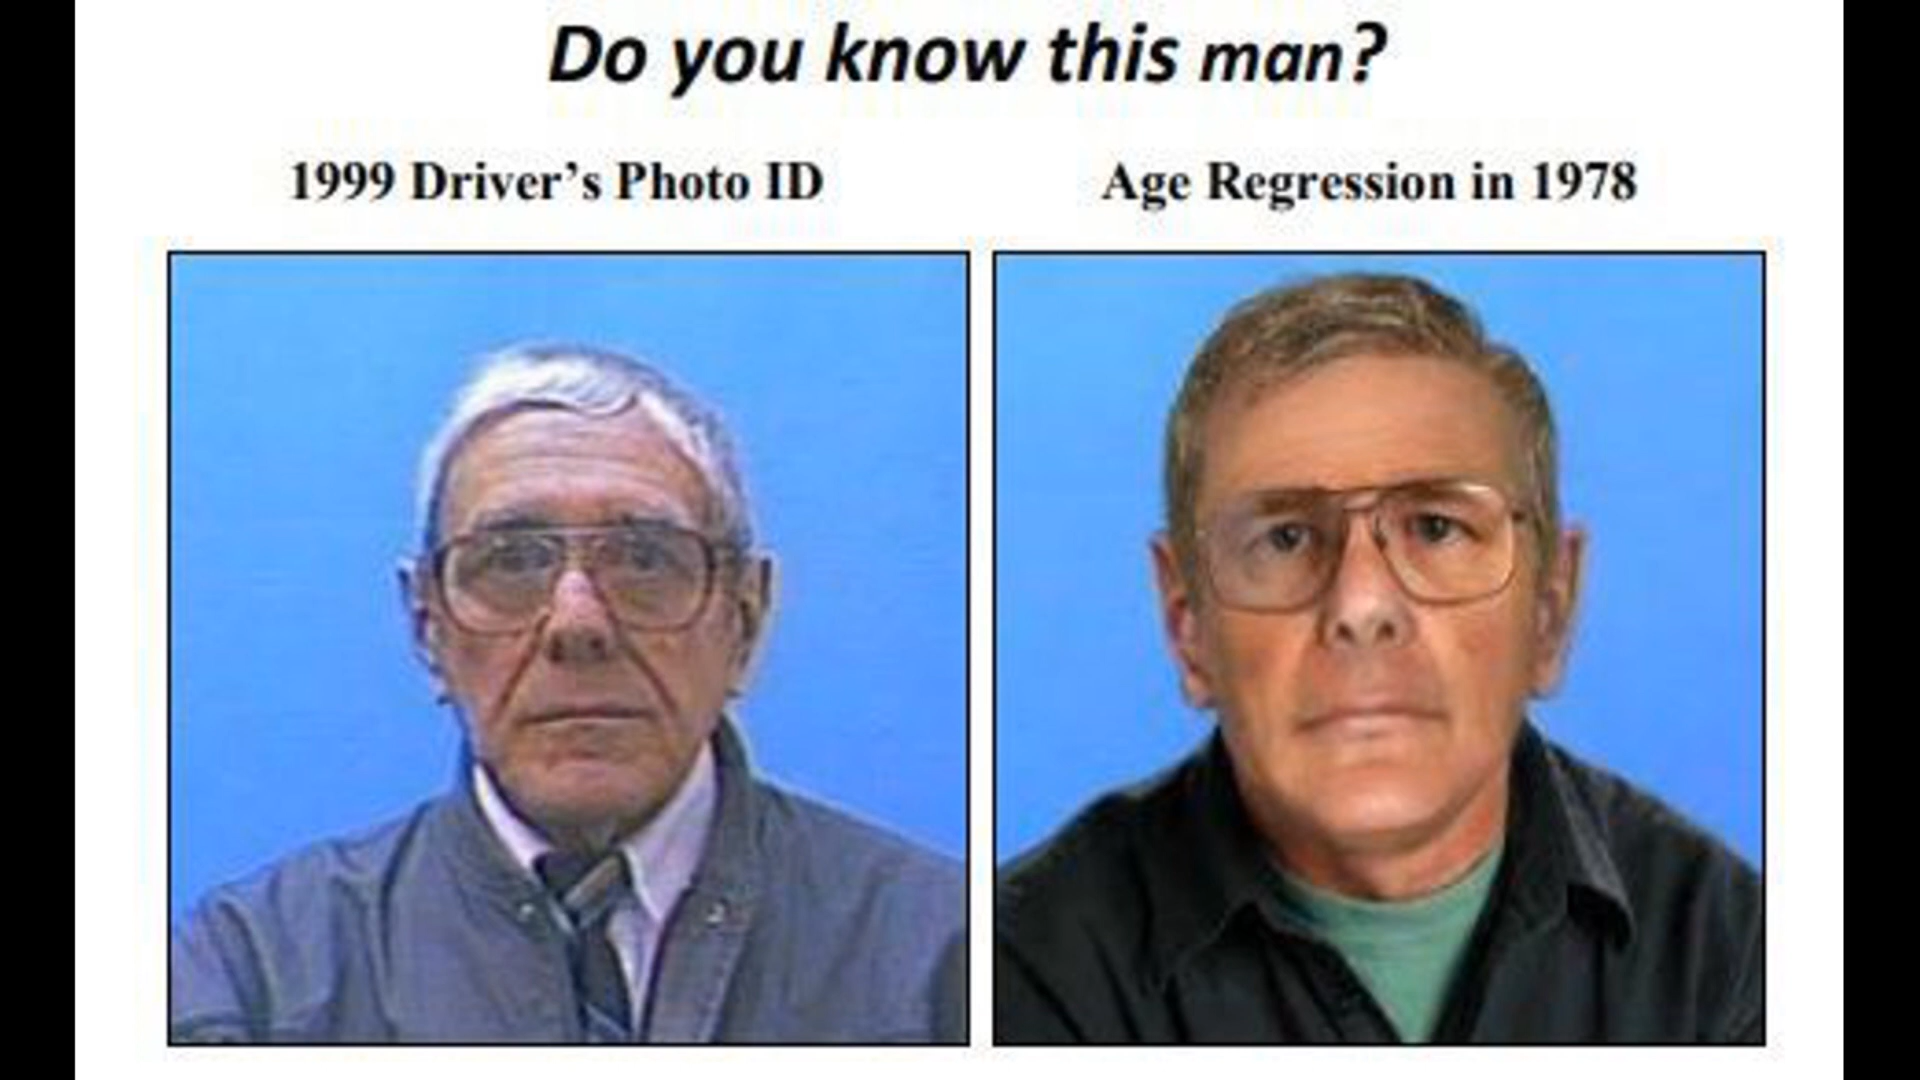 Do you know this man?
1999 Driver’s Photo ID
Age Regression in 1978